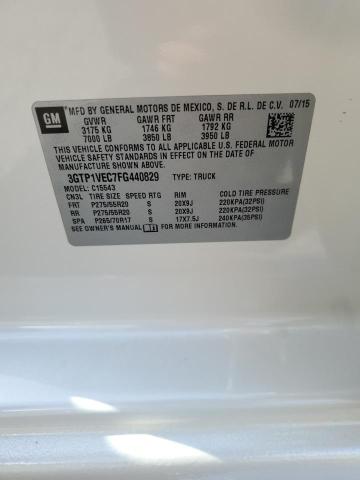 GM
MFD BY GENERAL MOTORS DE MEXICO, S. DE R.L. DE C.V. 07/15
GVWR GAWR FRT GAWR RR
3175 KG 1746 KG 1792 KG
7000 LB 3850 LB 3950 LB
THIS VEHICLE CONFORMS TO ALL APPLICABLE U.S. FEDERAL MOTOR
VEHICLE SAFETY, BUMPER, AND THEFT PREVENTION
STANDARDS IN EFFECT ON THE DATE OF
MANUFACTURE SHOWN ABOVE.
3GTP1VEC7FG440829 TYPE: TRUCK
MODEL: C15543
CN3L TIRE SIZE SPEED RTG RIM COLD TIRE PRESSURE
FRT P275/55R20 S 20X9J 220KPA(32PSI)
RR P275/55R20 S 20X9J 220KPA(32PSI)
SPA P265/70R17 S 17X7.5J 240KPA(35PSI)
SEE OWNER'S MANUAL FOR MORE INFORMATION.